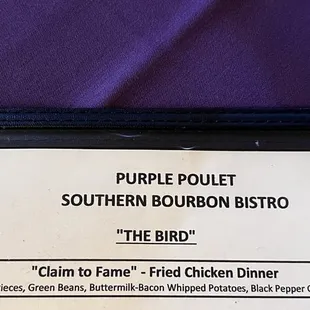 PURPLE POULET
SOUTHERN BOURBON BISTRO
"THE BIRD"
"Claim to Fame" - Fried Chicken Dinner
ieces, Green Beans, Buttermilk-Bacon Whipped Potatoes, Black Pepper